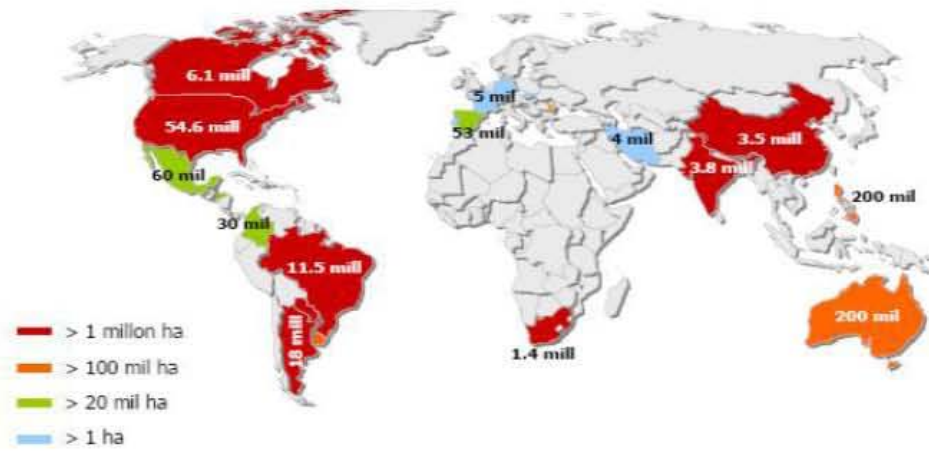 6.1 mill
54.6 mill
60 mil
30 mil
11.5 mill
18 mill
5 mil
53 mil
4 mil
3.5 mill
3.8 mill
200 mil
200 mil
1.4 mill
> 1 millon ha
> 100 mil ha
> 20 mil ha
> 1 ha